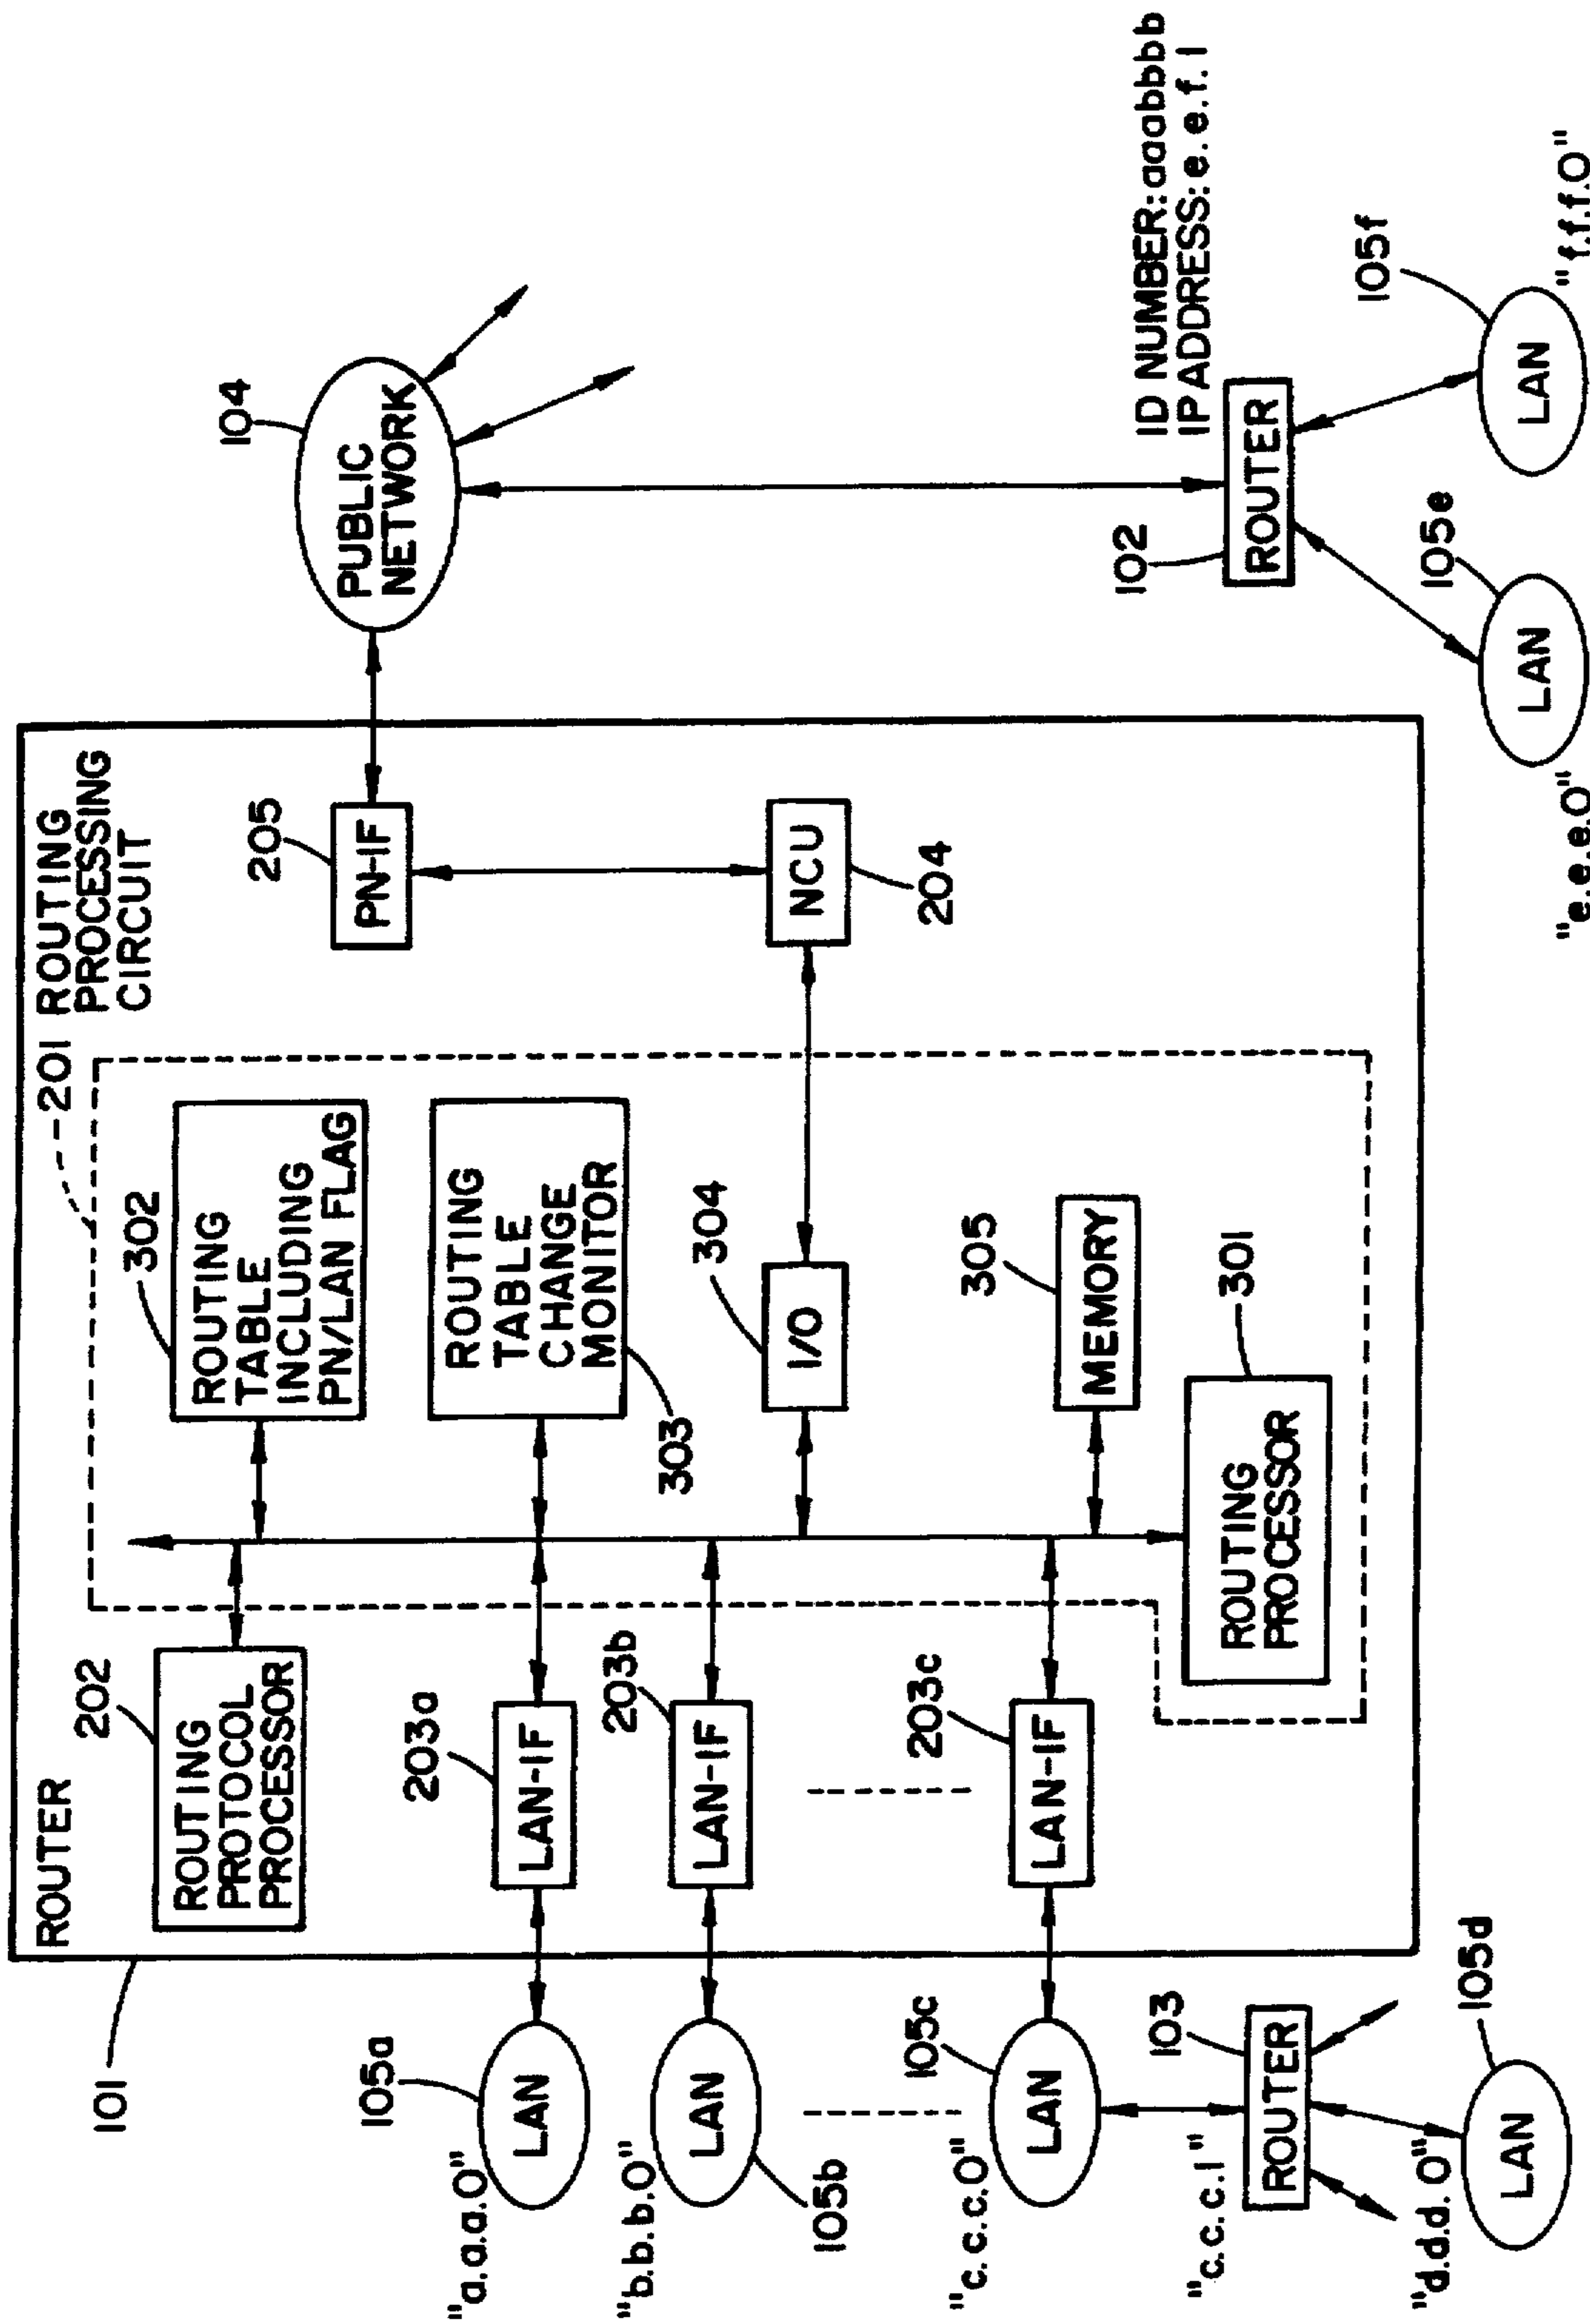 ROUTER
101
201 ROUTING
PROCESSING
CIRCUIT
202
ROUTING
PROTOCOL
PROCESSOR
302
ROUTING
TABLE
INCLUDING
PN/LAN FLAG
205
PN-IF
104
PUBLIC
NETWORK
105a
"a.a.a.0"
LAN
203a
LAN-IF
ROUTING
TABLE
CHANGE
MONITOR
303
"b.b.b.0"
LAN
105b
203b
LAN-IF
304
I/O
NCU
204
105c
"c.c.c.0"
LAN
203c
LAN-IF
305
MEMORY
301
ROUTING
PROCESSOR
103
"c.c.c.1"
ROUTER
"d.d.d.0"
105d
LAN
ID NUMBER:aaabbbb
IP ADDRESS:e.e.f.1
102
ROUTER
105e
LAN
"e.e.e.0"
105f
LAN
"f.f.f.0"